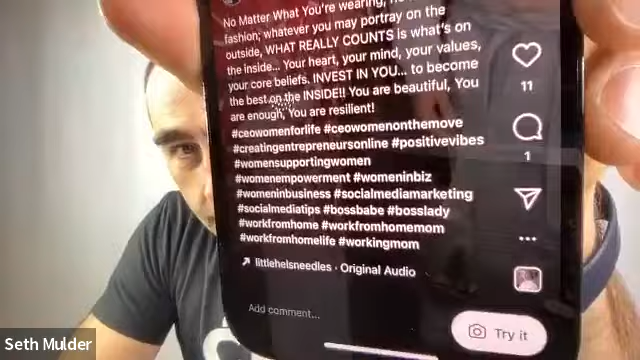 No Matter What You're wearing,
fashion; whatever you may portray on the
outside, WHAT REALLY COUNTS is what's on
the inside... Your heart, your mind, your values,
your core beliefs. INVEST IN YOU... to become
the best on the INSIDE!! You are beautiful, You
are enough, You are resilient!
#ceowomenforlife #ceowomenonthemove
#creatingentrepreneursonline #positivevibes
#womensupportingwomen
#womenempowerment #womeninbiz
#womeninbusiness #socialmediamarketing
#socialmediatips #bossbabe #bosslady
#workfromhome #workfromhomemom
#workfromhomelife #workingmom
littlehelsneedles · Original Audio
Add comment...
11
1
Try it
Seth Mulder